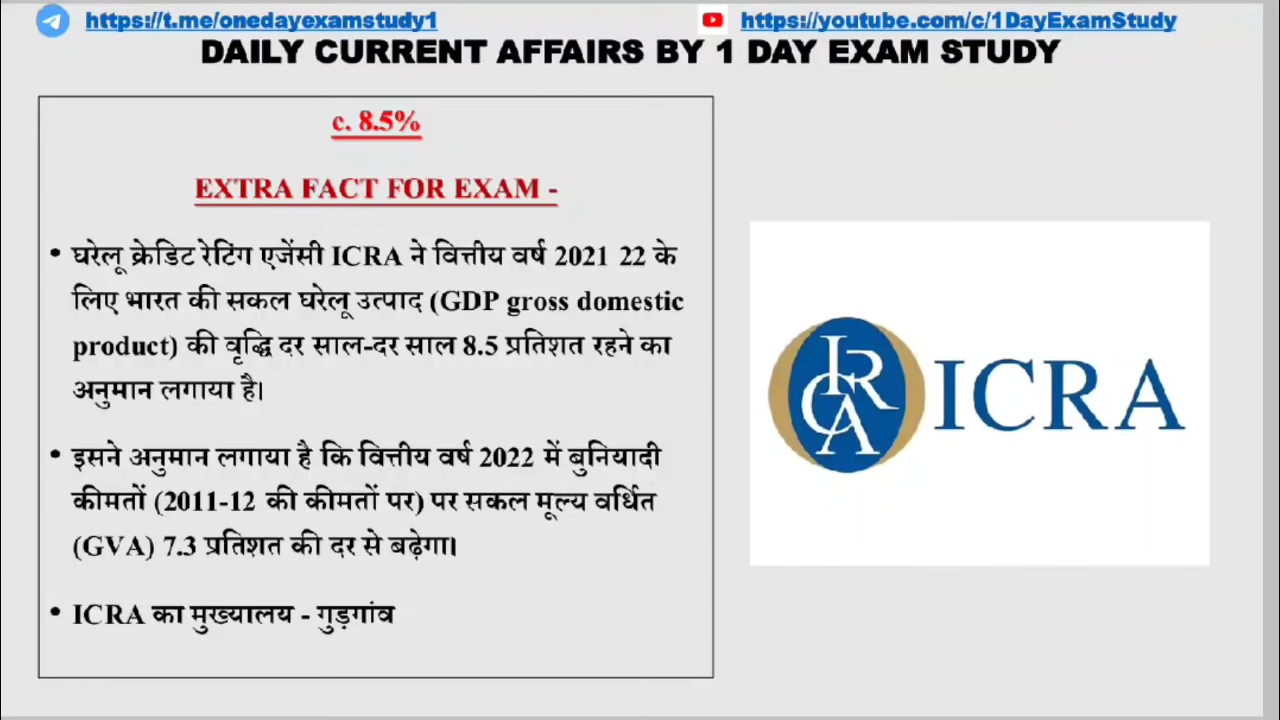 https://t.me/onedayexamstudy1
https://youtube.com/c/1DayExamStudy
DAILY CURRENT AFFAIRS BY 1 DAY EXAM STUDY
c. 8.5%
EXTRA FACT FOR EXAM -
• घरेलू क्रेडिट रेटिंग एजेंसी ICRA ने वित्तीय वर्ष 2021 22 के
लिए भारत की सकल घरेलू उत्पाद (GDP gross domestic
product) की वृद्धि दर साल-दर साल 8.5 प्रतिशत रहने का
अनुमान लगाया है।
• इसने अनुमान लगाया है कि वित्तीय वर्ष 2022 में बुनियादी
कीमतों (2011-12 की कीमतों पर) पर सकल मूल्य वर्धित
(GVA) 7.3 प्रतिशत की दर से बढ़ेगा।
• ICRA का मुख्यालय - गुड़गांव
ICRA
ICRA